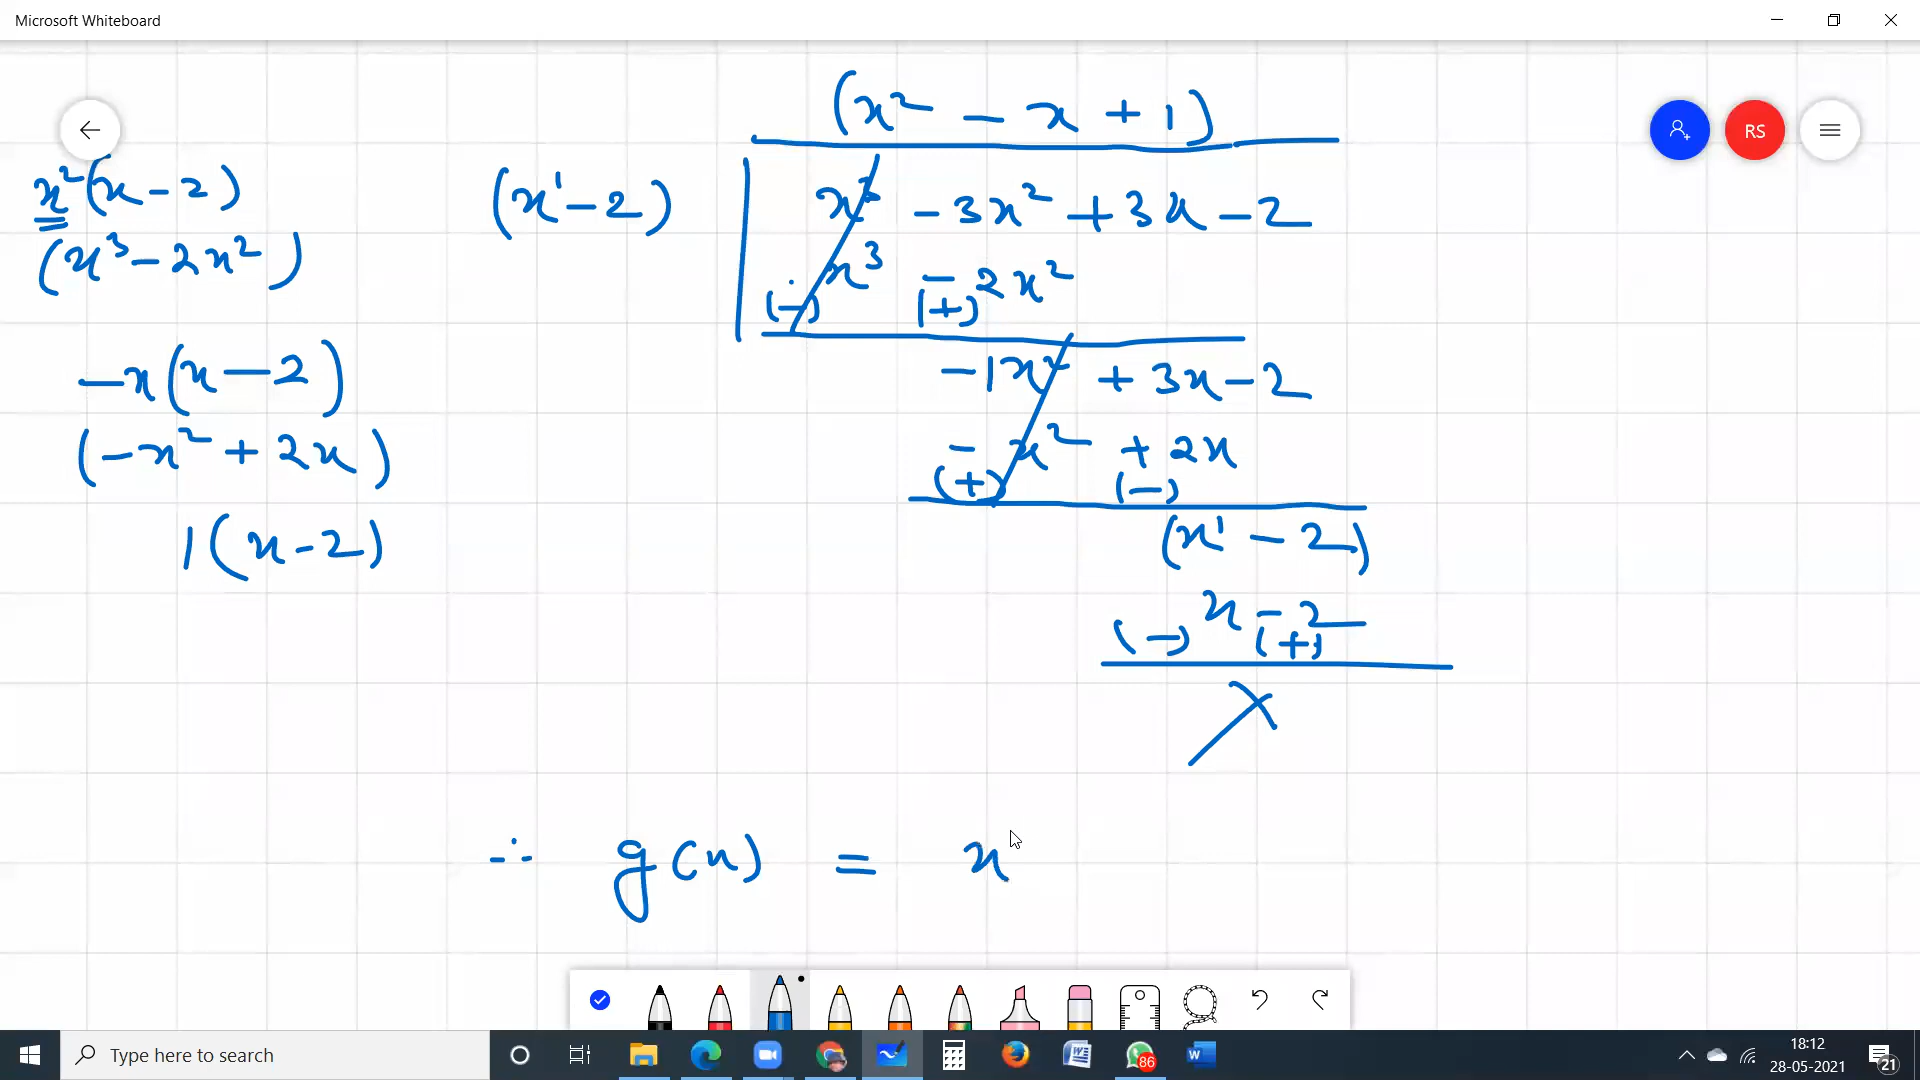 Microsoft Whiteboard
(x² - x + 1)
x²(x - 2)
(x³ - 2x²)
-x(x - 2)
(-x² + 2x)
1(x - 2)
(x¹ - 2)
x³ - 3x² + 3x - 2
x³ - 2x²
(-) (+)
-1x² + 3x - 2
- x² + 2x
(+) (-)
(x¹ - 2)
x - 2
(-) (+)
∴ g(x) = x
RS
Type here to search
86
W
18:12
28-05-2021
21